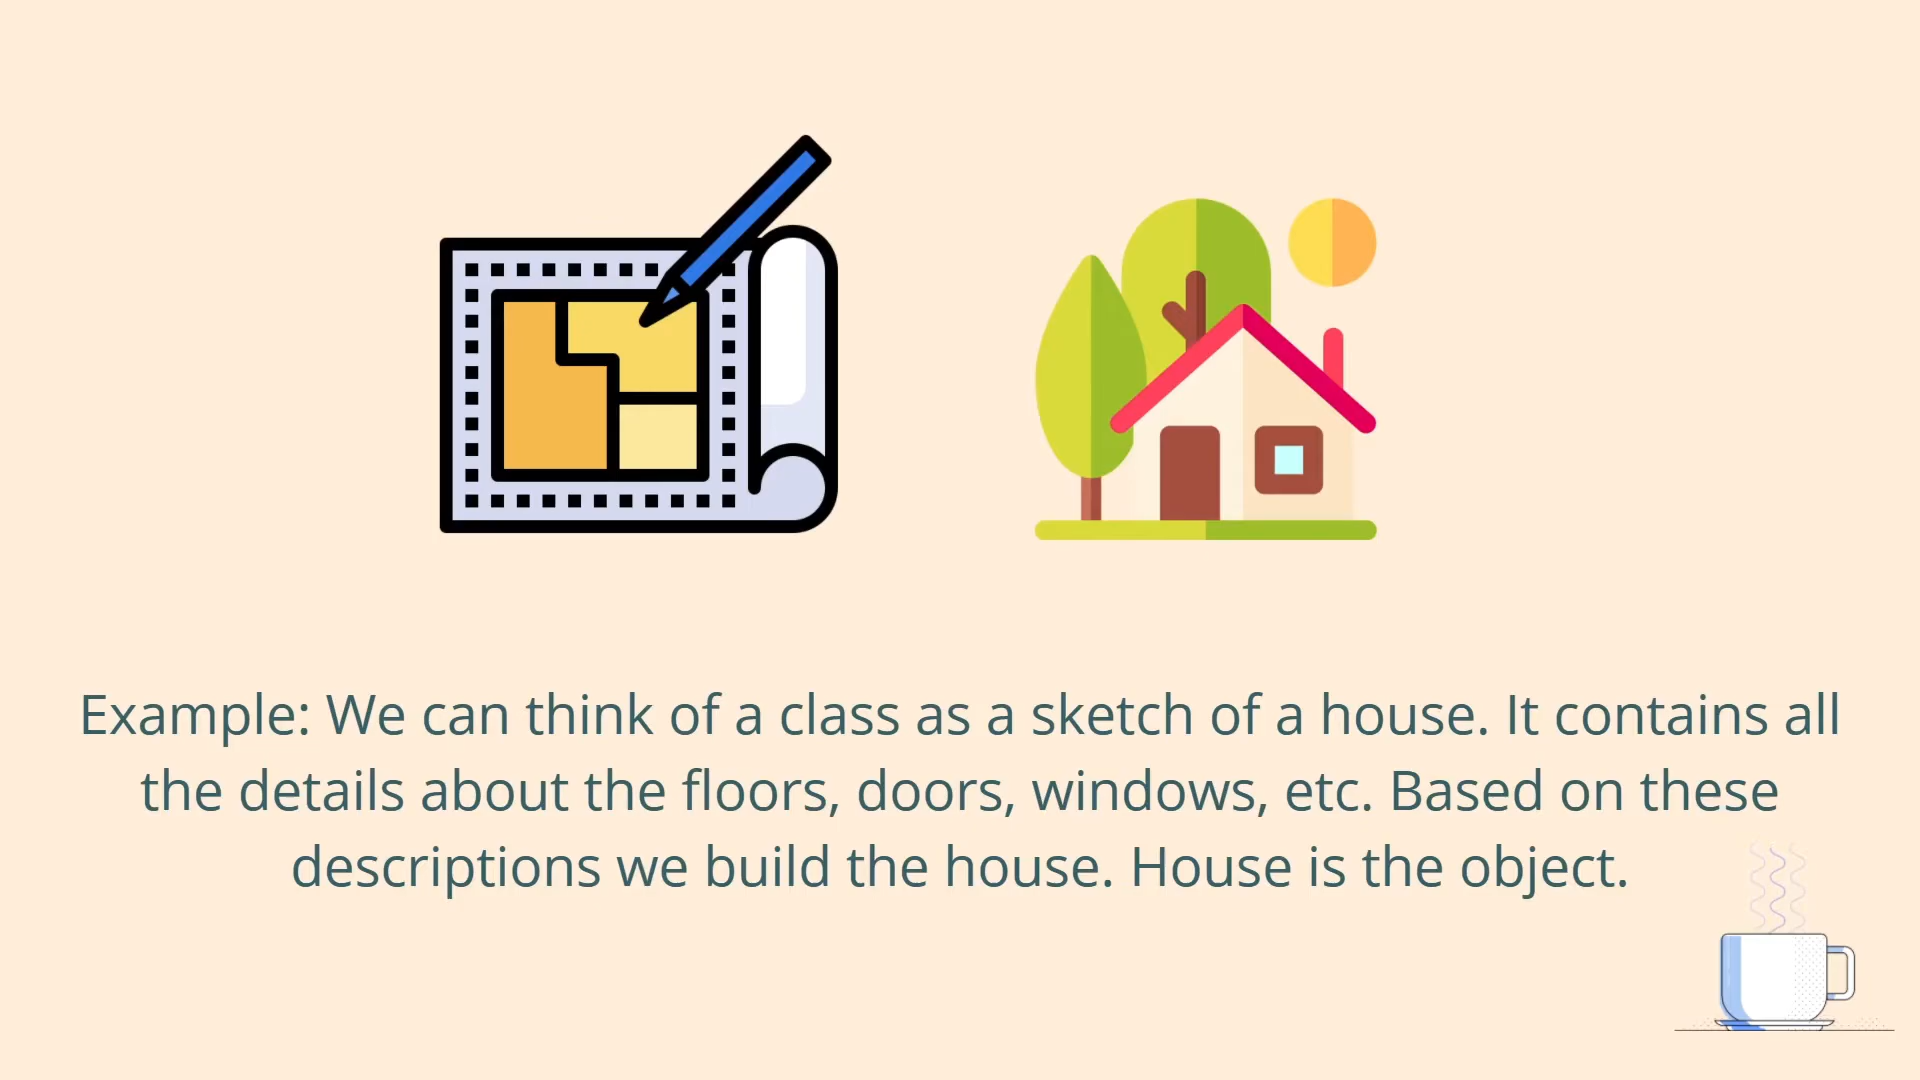 Example: We can think of a class as a sketch of a house. It contains all
the details about the floors, doors, windows, etc. Based on these
descriptions we build the house. House is the object.